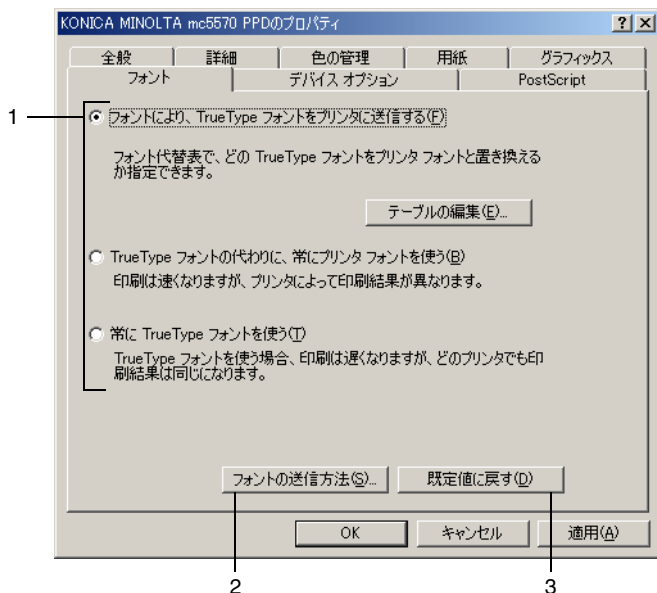 KONICA MINOLTA mc5570 PPDのプロパティ
全般
詳細
色の管理
用紙
グラフィックス
フォント
デバイス オプション
PostScript
1
フォントにより、TrueType フォントをプリンタに送信する(F)
フォント代替表で、どの TrueType フォントをプリンタ フォントと置き換える
か指定できます。
テーブルの編集(E)...
TrueType フォントの代わりに、常にプリンタ フォントを使う(B)
印刷は速くなりますが、プリンタによって印刷結果が異なります。
常に TrueType フォントを使う(T)
TrueType フォントを使う場合、印刷は遅くなりますが、どのプリンタでも印
刷結果は同じになります。
フォントの送信方法(S)...
既定値に戻す(D)
OK
キャンセル
適用(A)
2
3